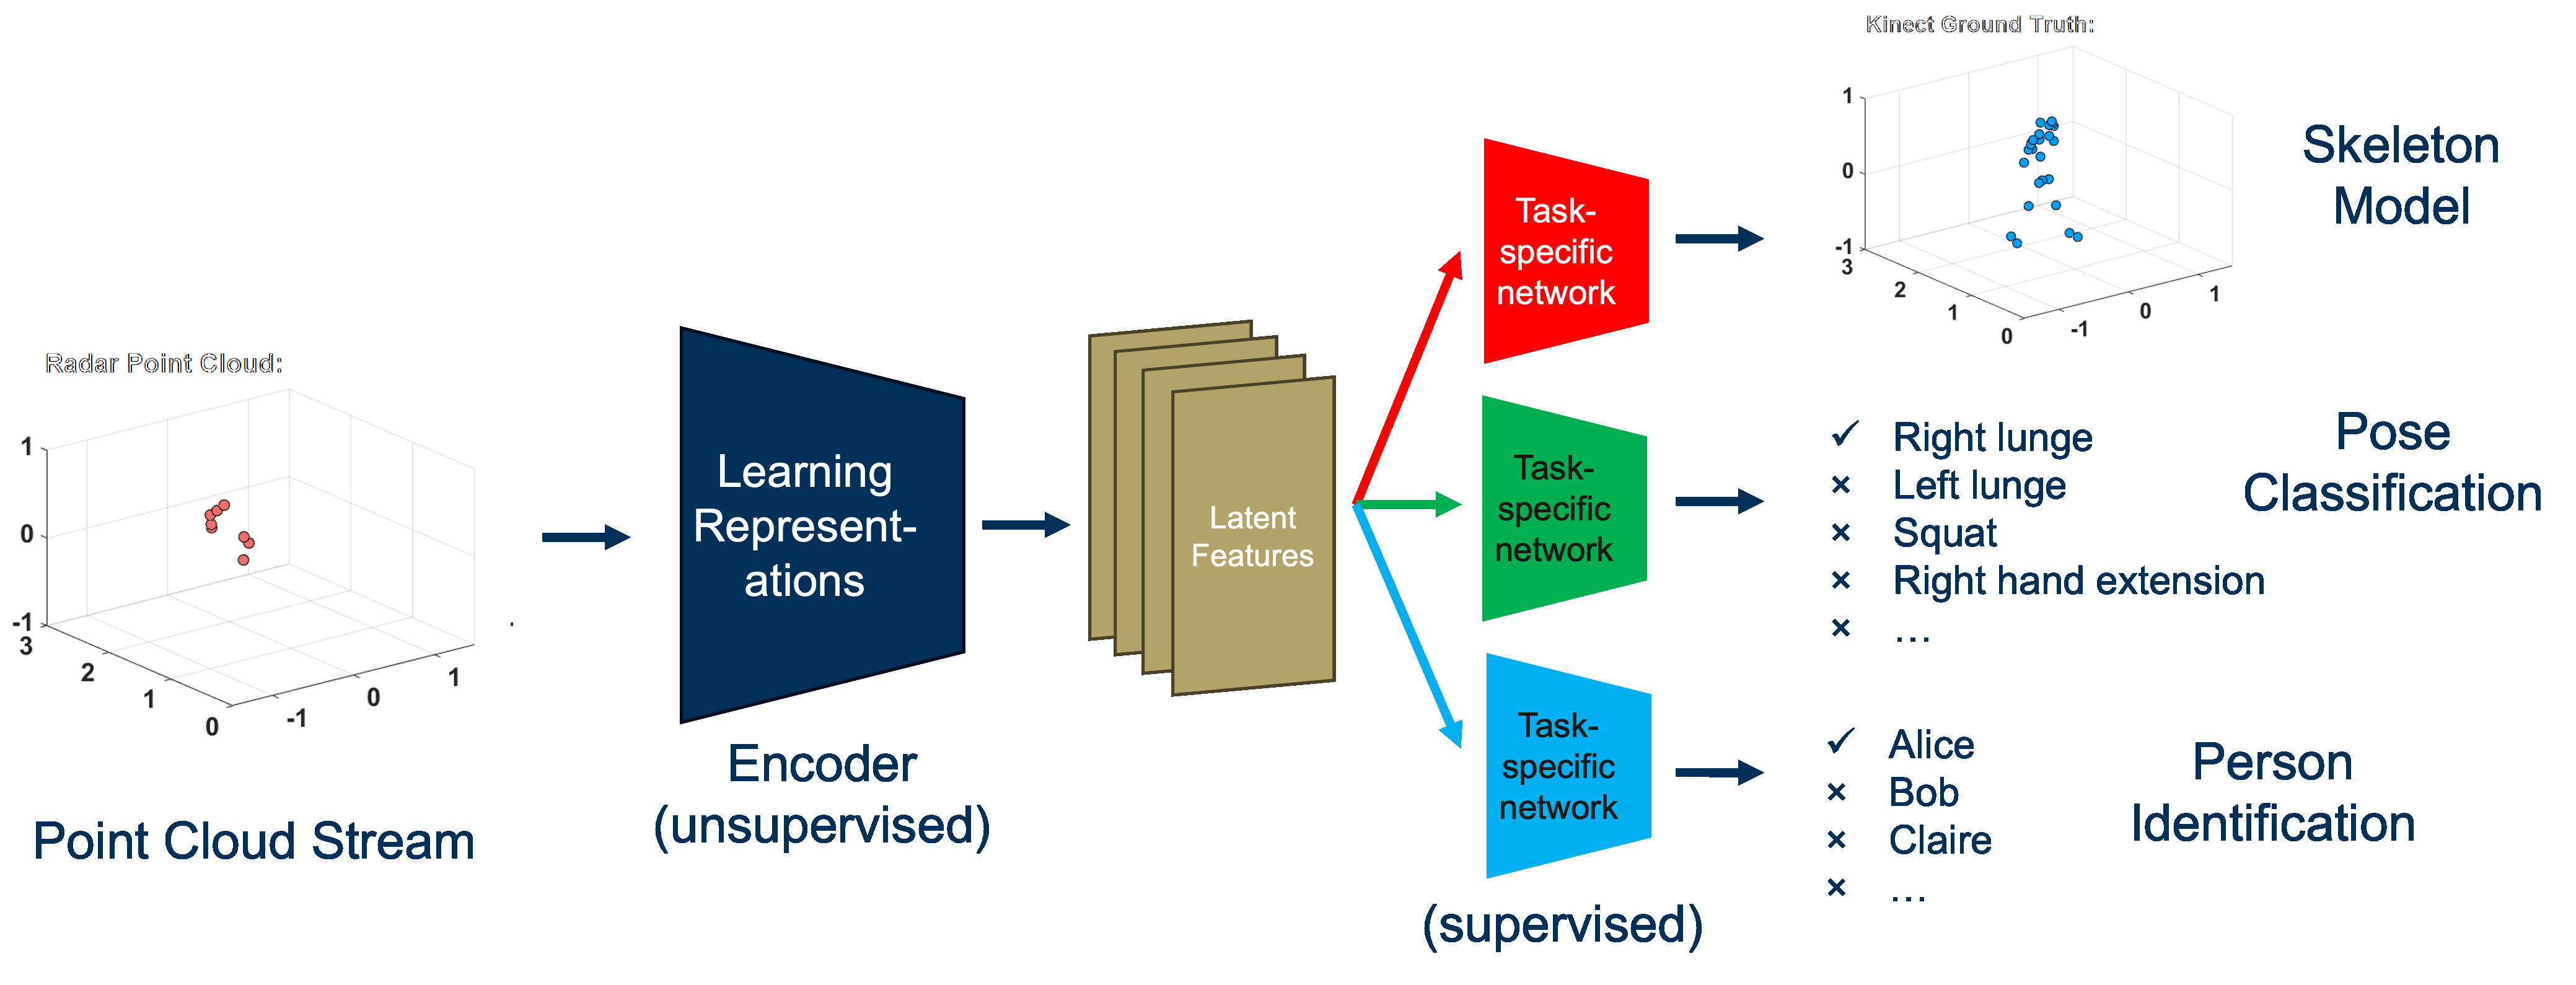 Radar Point Cloud:
1
0
-1
3
2
1
0
-1
0
1
Point Cloud Stream
Learning
Represent-
ations
Encoder
(unsupervised)
Latent
Features
Task-
specific
network
Task-
specific
network
Task-
specific
network
(supervised)
Kinect Ground Truth:
1
0
-1
3
2
1
0
-1
0
1
Skeleton
Model
✓ Right lunge
× Left lunge
× Squat
× Right hand extension
× ...
Pose
Classification
✓ Alice
× Bob
× Claire
× ...
Person
Identification